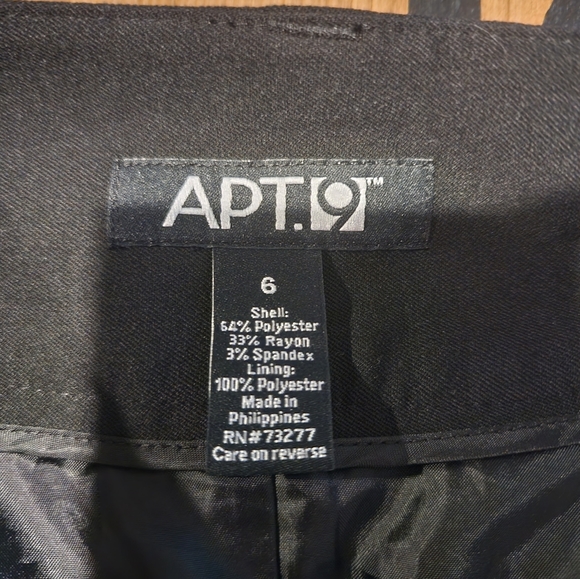 APT.9™
6
Shell:
64% Polyester
33% Rayon
3% Spandex
Lining:
100% Polyester
Made in
Philippines
RN#73277
Care on reverse